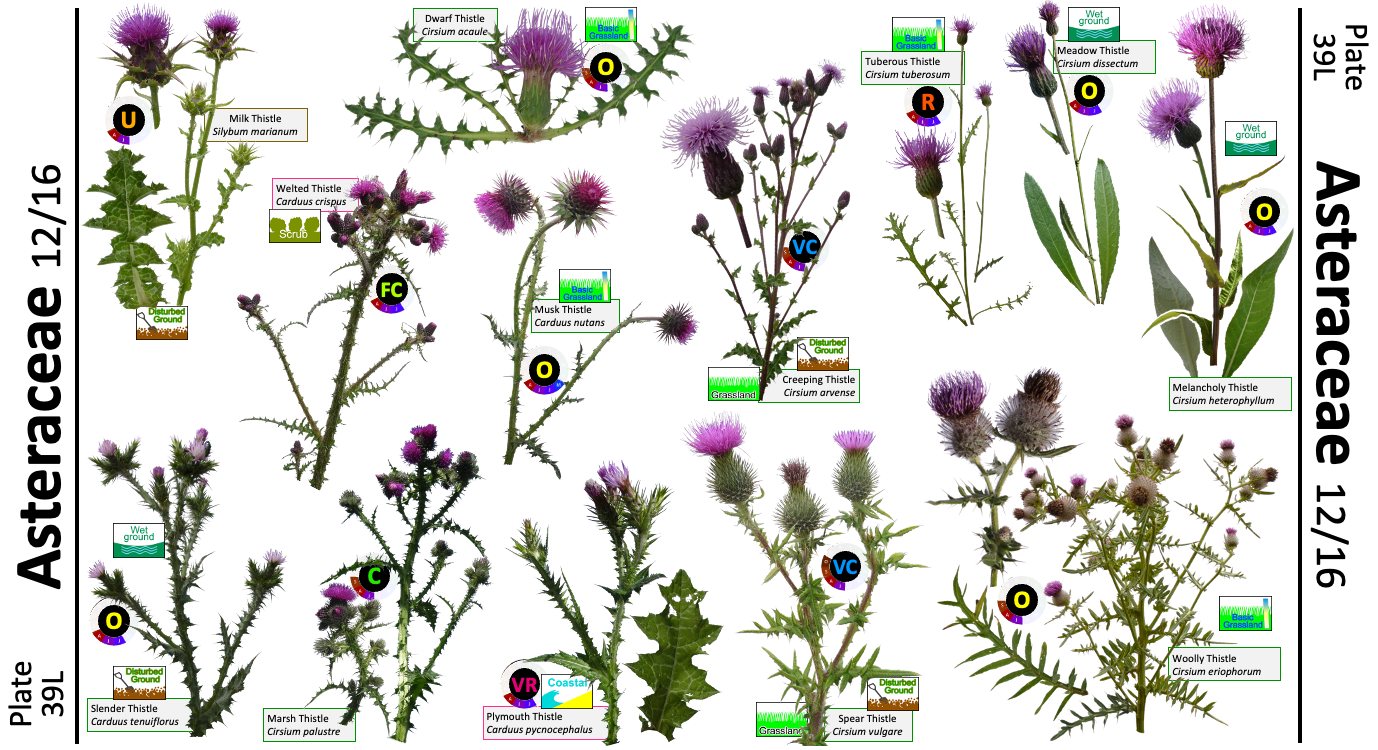 Asteraceae 12/16
Plate
39L
U
Milk Thistle
Silybum marianum
Disturbed
Ground
Dwarf Thistle
Cirsium acaule
Basic
Grassland
O
Welted Thistle
Carduus crispus
Scrub
FC
Basic
Grassland
Musk Thistle
Carduus nutans
O
VC
Disturbed
Ground
Grassland
Creeping Thistle
Cirsium arvense
Basic
Grassland
Tuberous Thistle
Cirsium tuberosum
R
Wet
ground
Meadow Thistle
Cirsium dissectum
O
Wet
ground
O
Melancholy Thistle
Cirsium heterophyllum
Wet
ground
O
Disturbed
Ground
Slender Thistle
Carduus tenuiflorus
C
Marsh Thistle
Cirsium palustre
VR
Coastal
Plymouth Thistle
Carduus pycnocephalus
VC
Disturbed
Ground
Grassland
Spear Thistle
Cirsium vulgare
O
Basic
Grassland
Woolly Thistle
Cirsium eriophorum
Plate
39L
Asteraceae 12/16